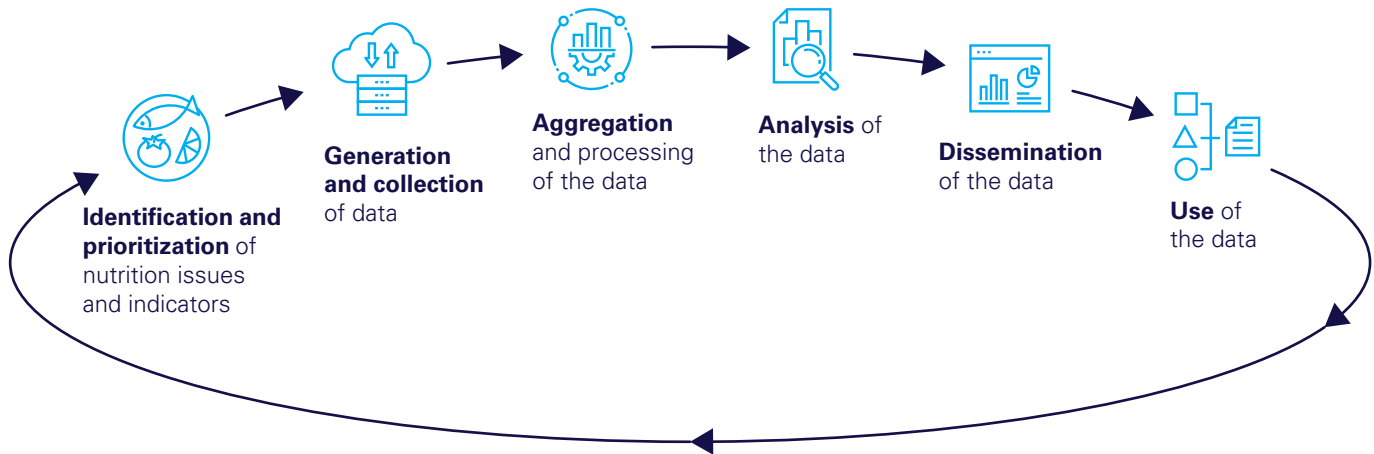 Identification and
prioritization of
nutrition issues
and indicators
Generation
and collection
of data
Aggregation
and processing
of the data
Analysis of
the data
Dissemination
of the data
Use of
the data